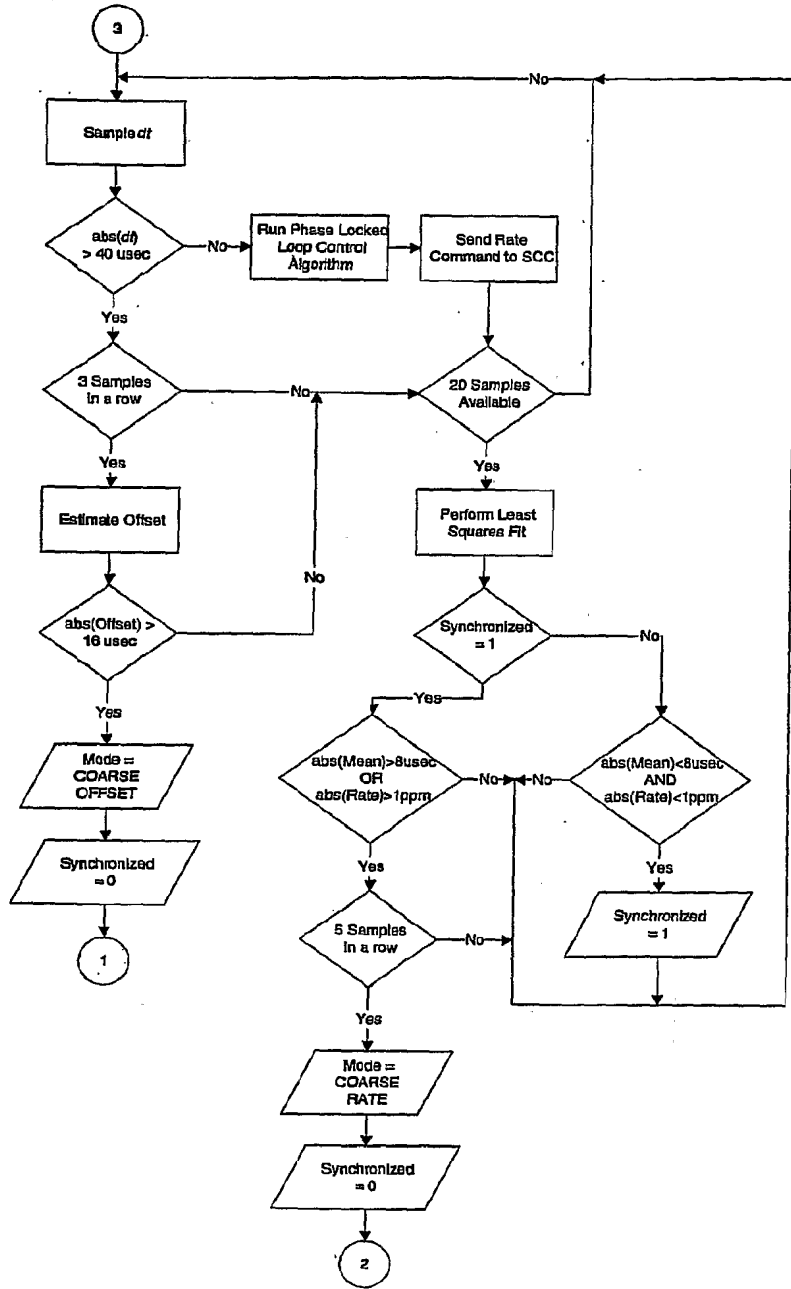 3
No
Sample dt
abs(dt)
> 40 usec
No
Run Phase Locked
Loop Control
Algorithm
Send Rate
Command to SCC
Yes
3 Samples
in a row
No
20 Samples
Available
Yes
Yes
Estimate Offset
Perform Least
Squares Fit
No
abs(Offset) >
16 usec
Synchronized
= 1
No
Yes
Yes
Mode =
COARSE
OFFSET
abs(Mean)>8usec
OR
abs(Rate)>1ppm
No
No
abs(Mean)<8usec
AND
abs(Rate)<1ppm
Synchronized
= 0
Yes
Yes
1
5 Samples
in a row
No
Synchronized
= 1
Yes
Mode =
COARSE
RATE
Synchronized
= 0
2